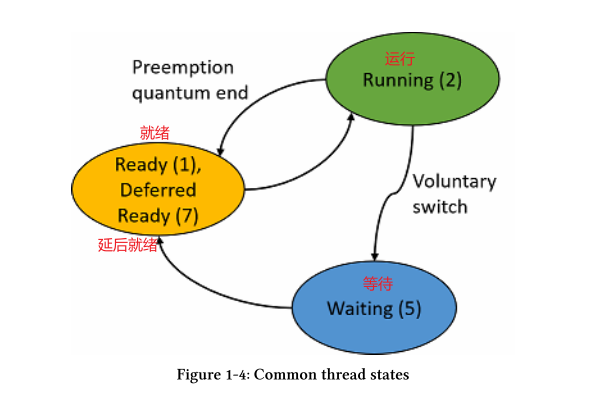 运行
Running (2)
Preemption
quantum end
就绪
Ready (1),
Deferred
Ready (7)
延后就绪
Voluntary
switch
等待
Waiting (5)
Figure 1-4: Common thread states